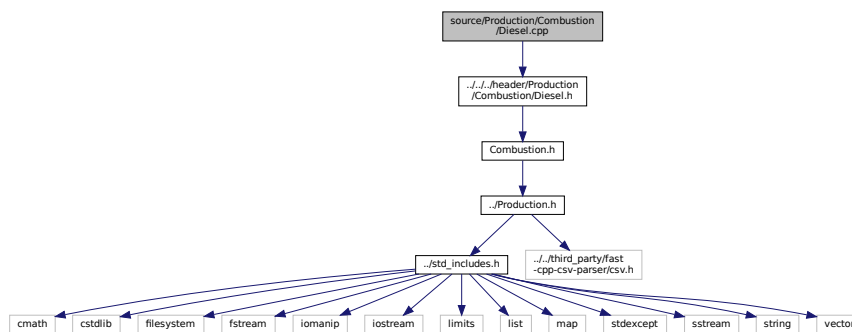 source/Production/Combustion
/Diesel.cpp
../../../header/Production
/Combustion/Diesel.h
Combustion.h
../Production.h
../std_includes.h
../../third_party/fast
-cpp-csv-parser/csv.h
cmath
cstdlib
filesystem
fstream
iomanip
iostream
limits
list
map
stdexcept
sstream
string
vector